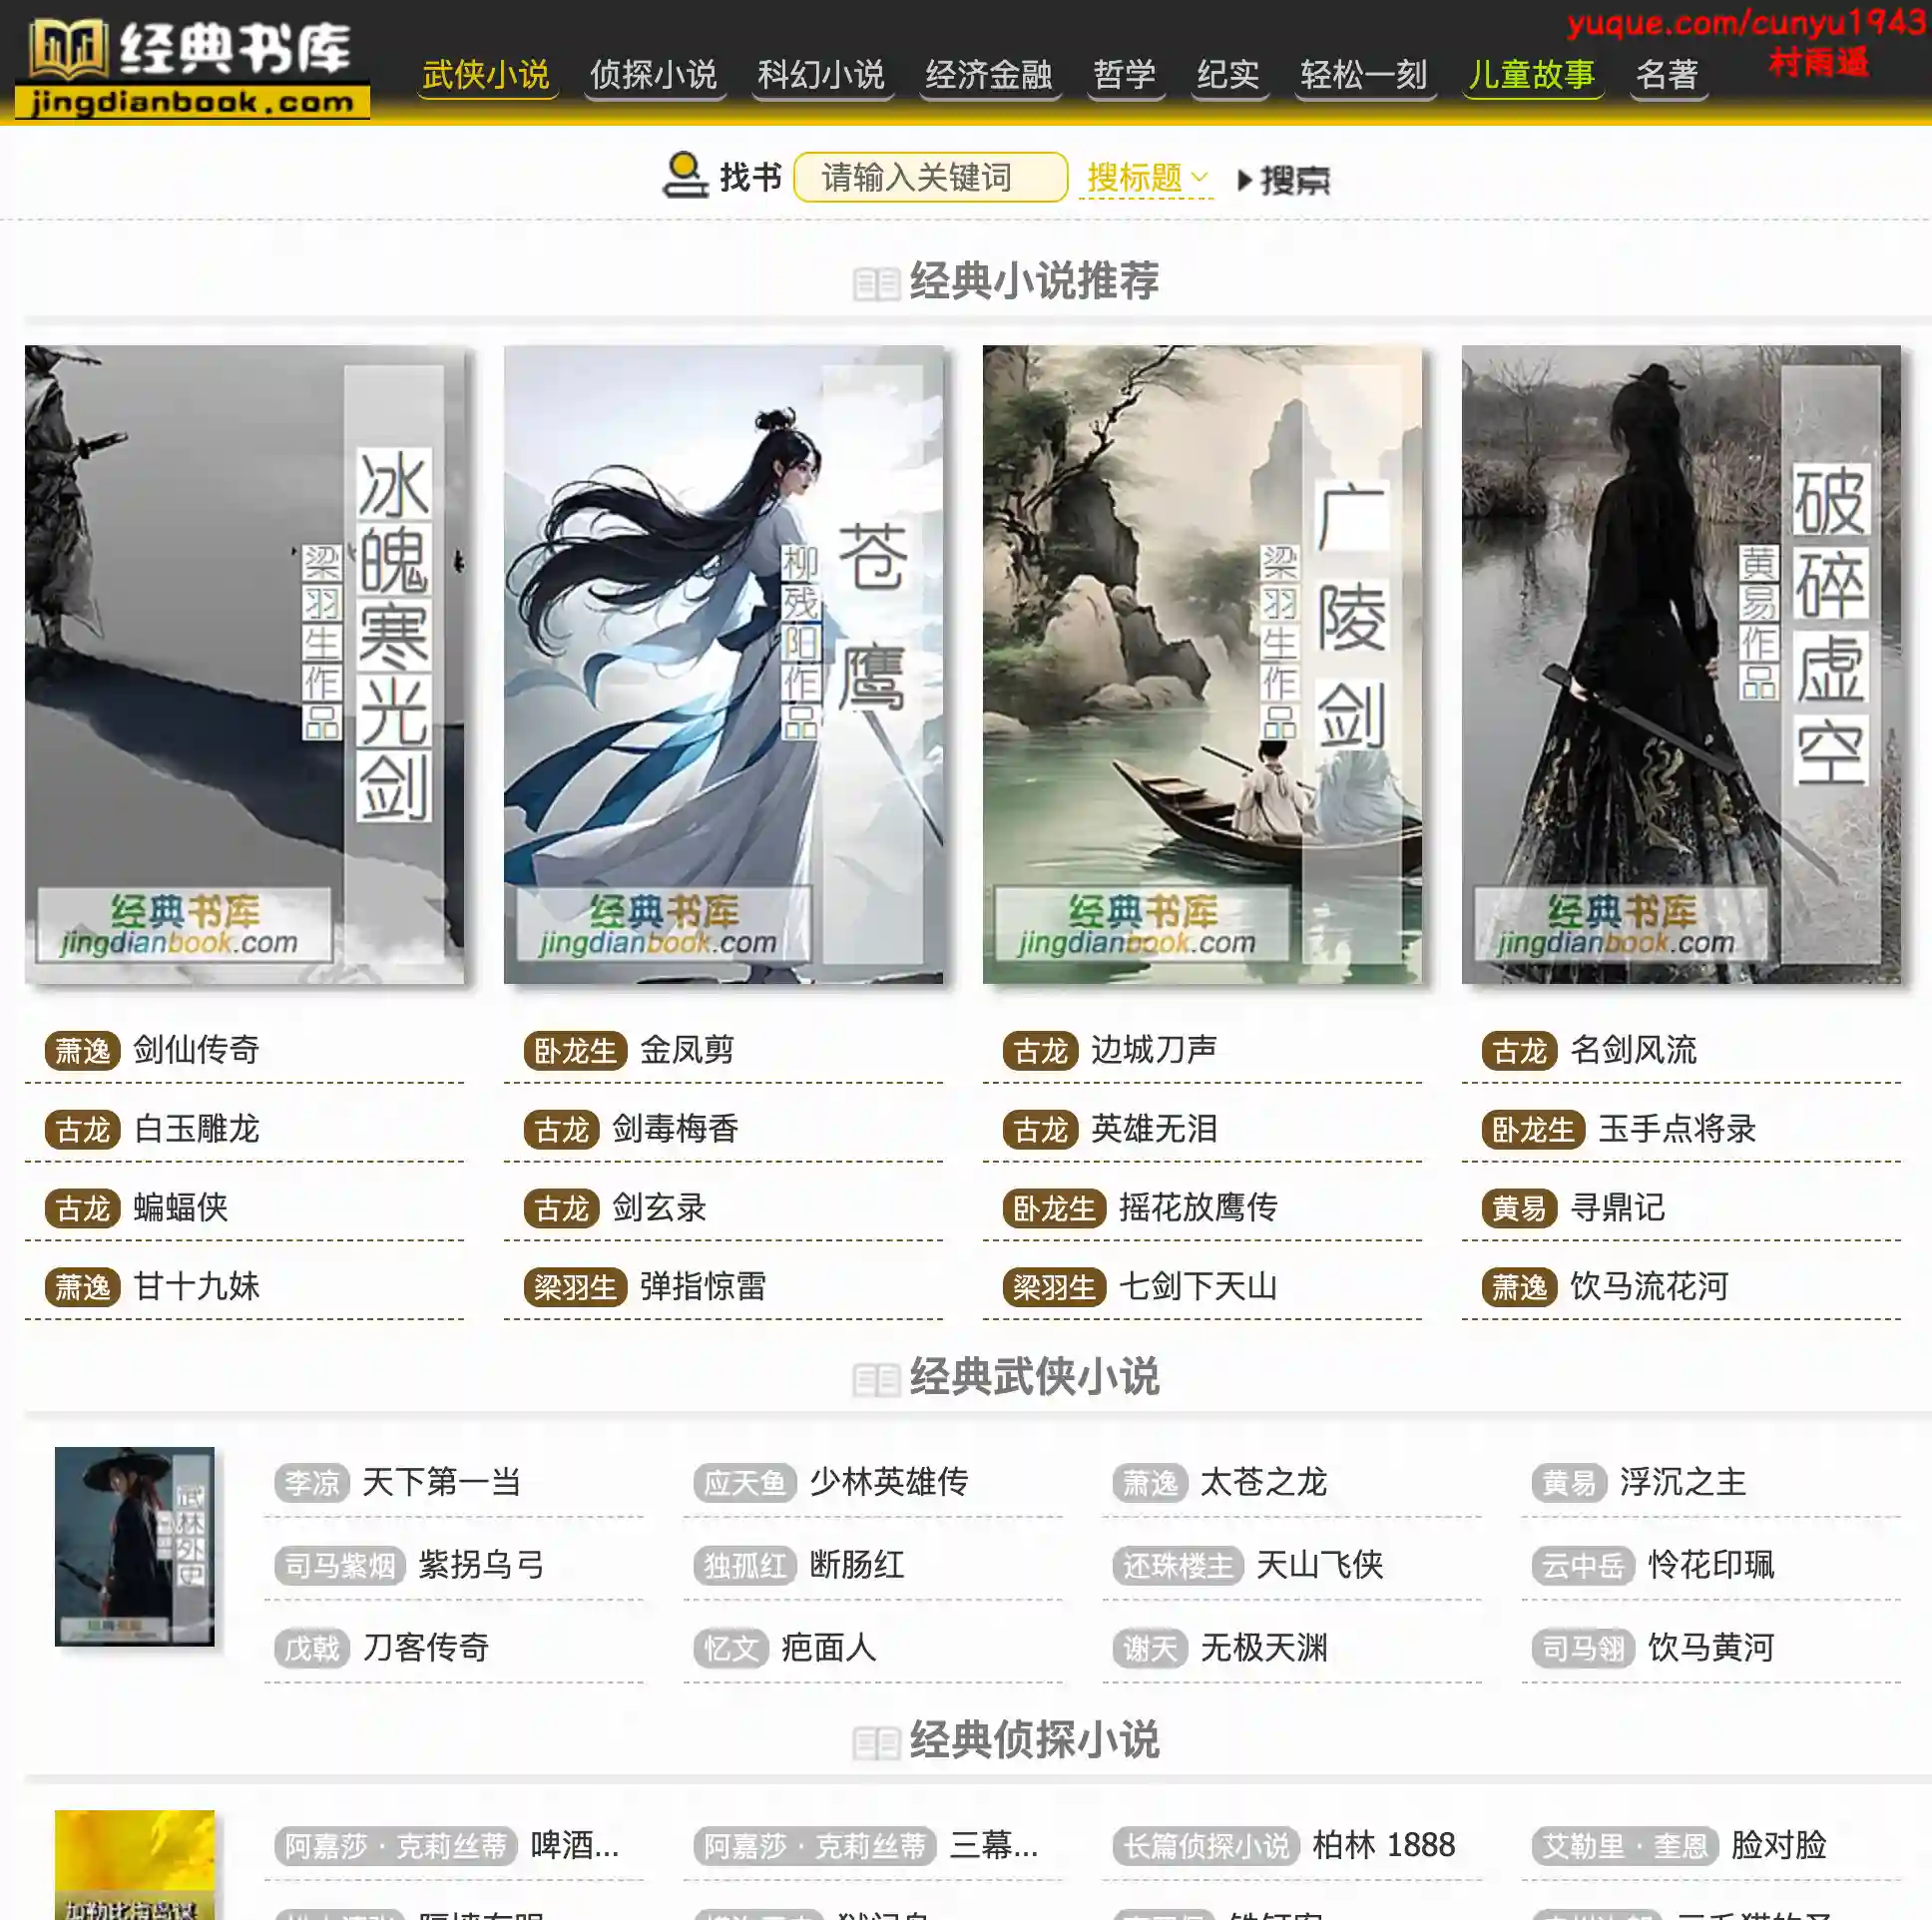 经典书库
jingdianbook.com
武侠小说 侦探小说 科幻小说 经济金融 哲学 纪实 轻松一刻 儿童故事 名著
yuque.com/cunyu1943
村雨遥
找书 请输入关键词 搜标题 搜索
经典小说推荐
冰魄寒光剑
梁羽生作品
经典书库
jingdianbook.com
苍鹰
柳残阳作品
经典书库
jingdianbook.com
广陵剑
梁羽生作品
经典书库
jingdianbook.com
破碎虚空
黄易作品
经典书库
jingdianbook.com
萧逸 剑仙传奇
卧龙生 金凤剪
古龙 边城刀声
古龙 名剑风流
古龙 白玉雕龙
古龙 剑毒梅香
古龙 英雄无泪
卧龙生 玉手点将录
古龙 蝙蝠侠
古龙 剑玄录
卧龙生 摇花放鹰传
黄易 寻鼎记
萧逸 甘十九妹
梁羽生 弹指惊雷
梁羽生 七剑下天山
萧逸 饮马流花河
经典武侠小说
武林外史
李凉 天下第一当
应天鱼 少林英雄传
萧逸 太苍之龙
黄易 浮沉之主
司马紫烟 紫拐乌弓
独孤红 断肠红
还珠楼主 天山飞侠
云中岳 怜花印珮
戊戟 刀客传奇
忆文 疤面人
谢天 无极天渊
司马翎 饮马黄河
经典侦探小说
阿嘉莎 · 克莉丝蒂 啤酒...
阿嘉莎 · 克莉丝蒂 三幕...
长篇侦探小说 柏林 1888
艾勒里 · 奎恩 脸对脸